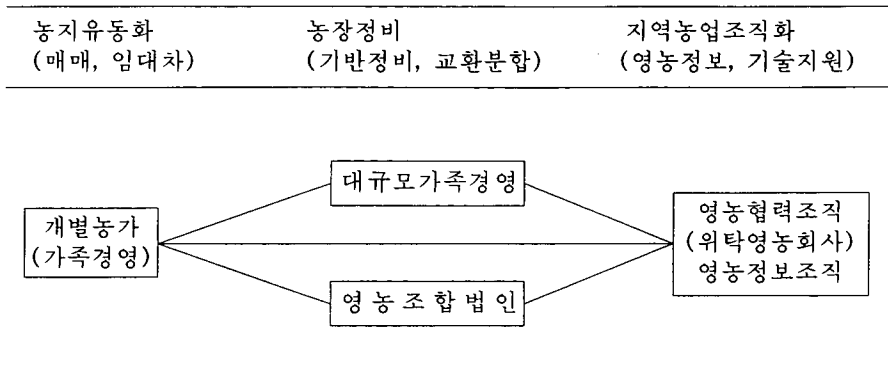 농지유동화 농장정비 지역농업조직화
(매매, 임대차) (기반정비, 교환분합) (영농정보, 기술지원)
대규모가족경영
개별농가
(가족경영)
영농협력조직
(위탁영농회사)
영농정보조직
영농조합법인